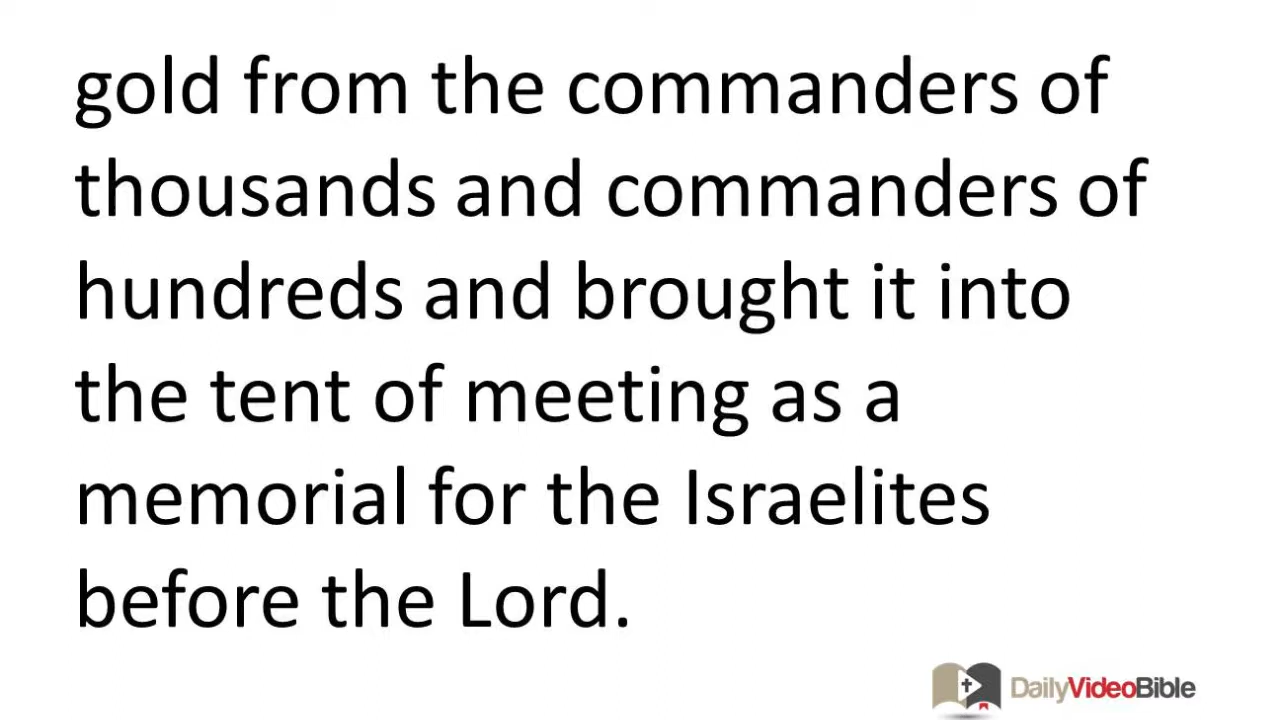 gold from the commanders of
thousands and commanders of
hundreds and brought it into
the tent of meeting as a
memorial for the Israelites
before the Lord.
DailyVideoBible